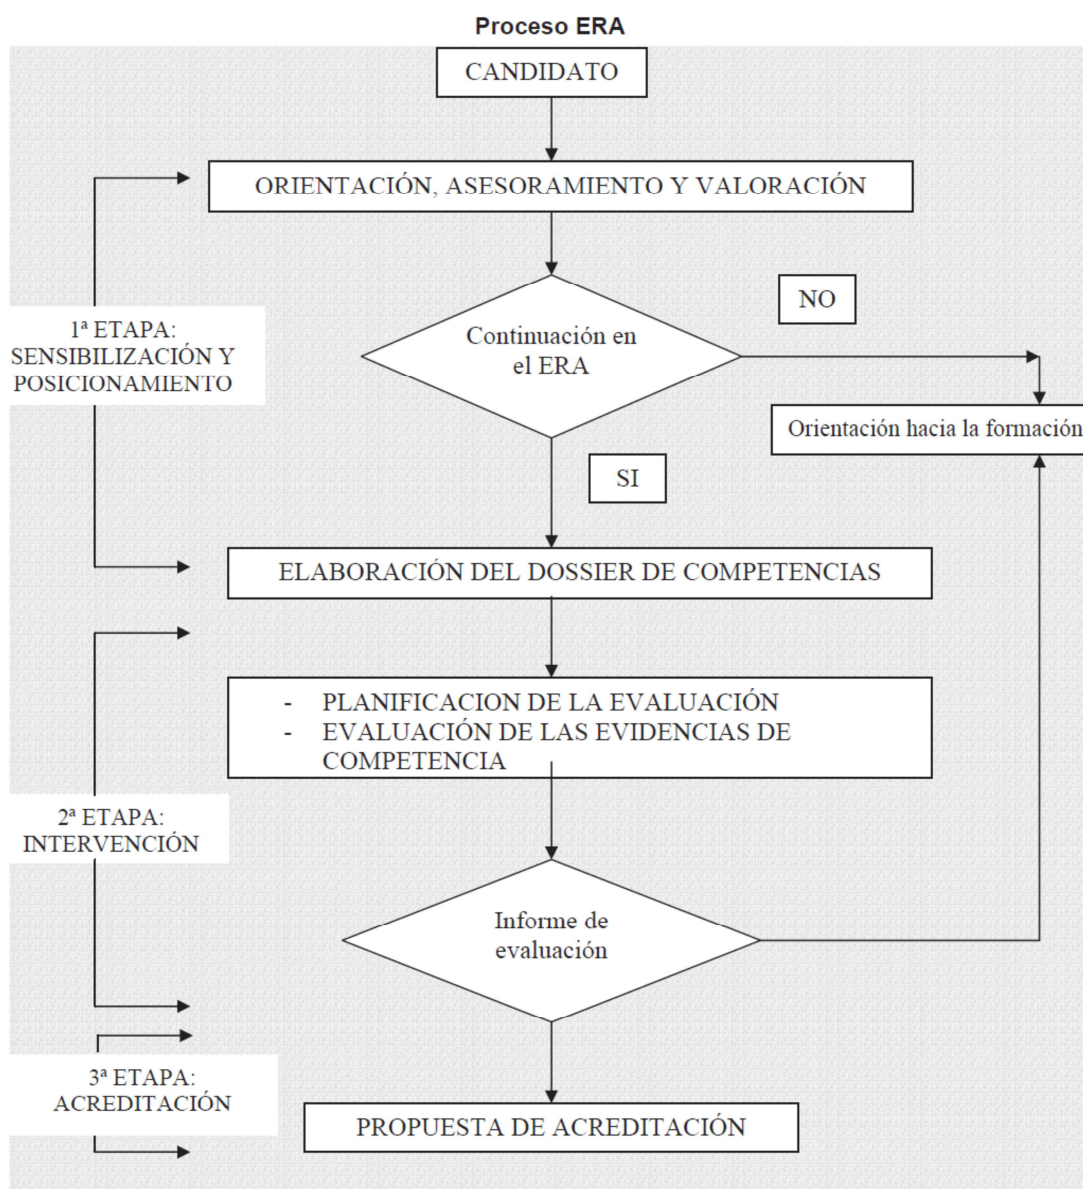 Proceso ERA
CANDIDATO
ORIENTACIÓN, ASESORAMIENTO Y VALORACIÓN
NO
Continuación en
el ERA
1ª ETAPA:
SENSIBILIZACIÓN Y
POSICIONAMIENTO
Orientación hacia la formación
SI
ELABORACIÓN DEL DOSSIER DE COMPETENCIAS
- PLANIFICACION DE LA EVALUACIÓN
- EVALUACIÓN DE LAS EVIDENCIAS DE
COMPETENCIA
2ª ETAPA:
INTERVENCIÓN
Informe de
evaluación
3ª ETAPA:
ACREDITACIÓN
PROPUESTA DE ACREDITACIÓN